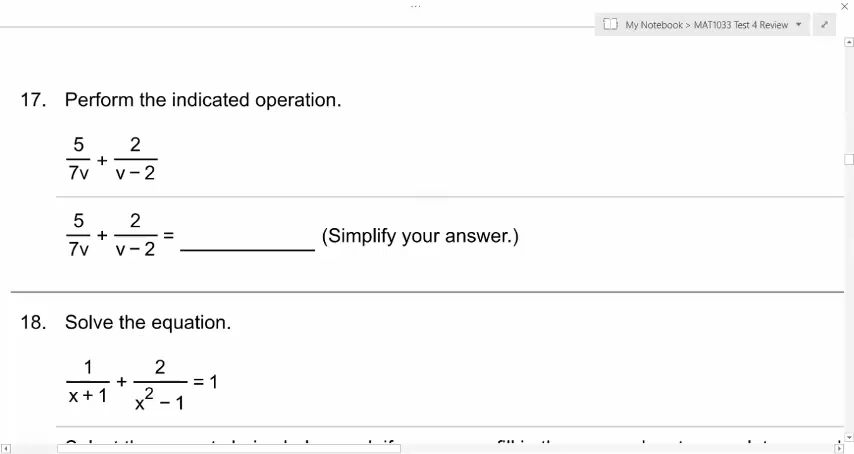 ...
My Notebook > MAT1033 Test 4 Review
17. Perform the indicated operation.
5/7v + 2/v − 2
5/7v + 2/v − 2 = ____________ (Simplify your answer.)
18. Solve the equation.
1/x + 1 + 2/x² − 1 = 1